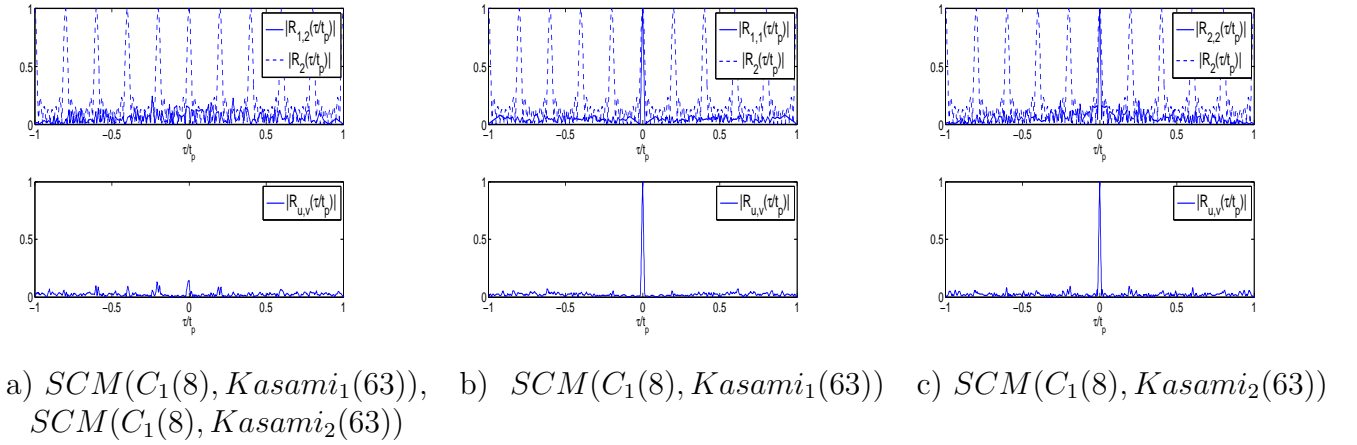 1
0.5
0
−1
−0.5
0
0.5
1
τ/t_p
|R_{1,2}(τ/t_p)|
|R_2(τ/t_p)|
1
0.5
0
−1
−0.5
0
0.5
1
τ/t_p
|R_{1,1}(τ/t_p)|
|R_2(τ/t_p)|
1
0.5
0
−1
−0.5
0
0.5
1
τ/t_p
|R_{2,2}(τ/t_p)|
|R_2(τ/t_p)|
1
0.5
0
−1
−0.5
0
0.5
1
τ/t_p
|R_{u,v}(τ/t_p)|
1
0.5
0
−1
−0.5
0
0.5
1
τ/t_p
|R_{u,v}(τ/t_p)|
1
0.5
0
−1
−0.5
0
0.5
1
τ/t_p
|R_{u,v}(τ/t_p)|
a) SCM(C_1(8), Kasami_1(63)),
SCM(C_1(8), Kasami_2(63))
b) SCM(C_1(8), Kasami_1(63))
c) SCM(C_1(8), Kasami_2(63))